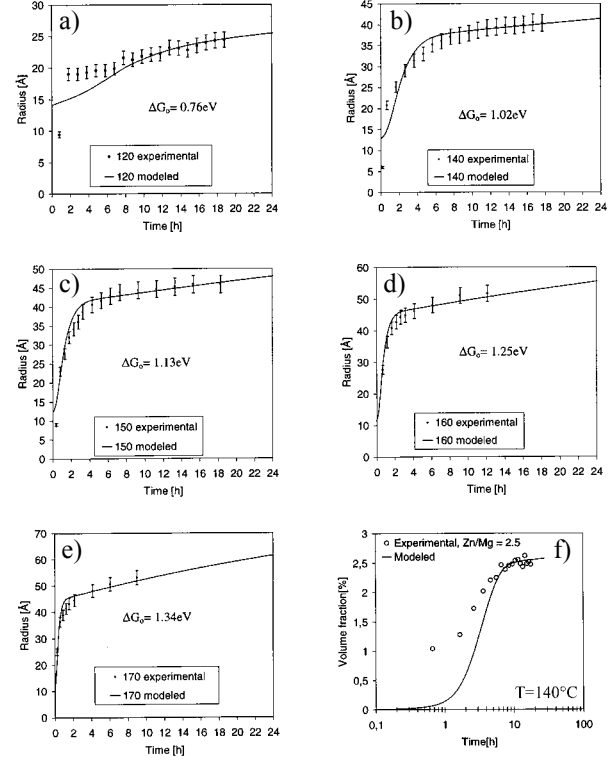 a)
30
25
20
15
10
5
0
Radius [Å]
ΔG₀= 0.76eV
120 experimental
120 modeled
0 2 4 6 8 10 12 14 16 18 20 22 24
Time [h]
b)
45
40
35
30
25
20
15
10
5
0
Radius [Å]
ΔG₀= 1.02eV
140 experimental
140 modeled
0 2 4 6 8 10 12 14 16 18 20 22 24
Time [h]
c)
50
45
40
35
30
25
20
15
10
5
0
Radius [Å]
ΔG₀= 1.13eV
150 experimental
150 modeled
0 2 4 6 8 10 12 14 16 18 20 22 24
Time [h]
d)
60
50
40
30
20
10
0
Radius [Å]
ΔG₀= 1.25eV
160 experimental
160 modeled
0 2 4 6 8 10 12 14 16 18 20 22 24
Time [h]
e)
70
60
50
40
30
20
10
0
Radius [Å]
ΔG₀= 1.34eV
170 experimental
170 modeled
0 2 4 6 8 10 12 14 16 18 20 22 24
Time [h]
f)
3
2,5
2
1,5
1
0,5
0
Volume fraction[%]
Experimental, Zn/Mg = 2.5
Modeled
T=140°C
0,1 1 10 100
Time[h]